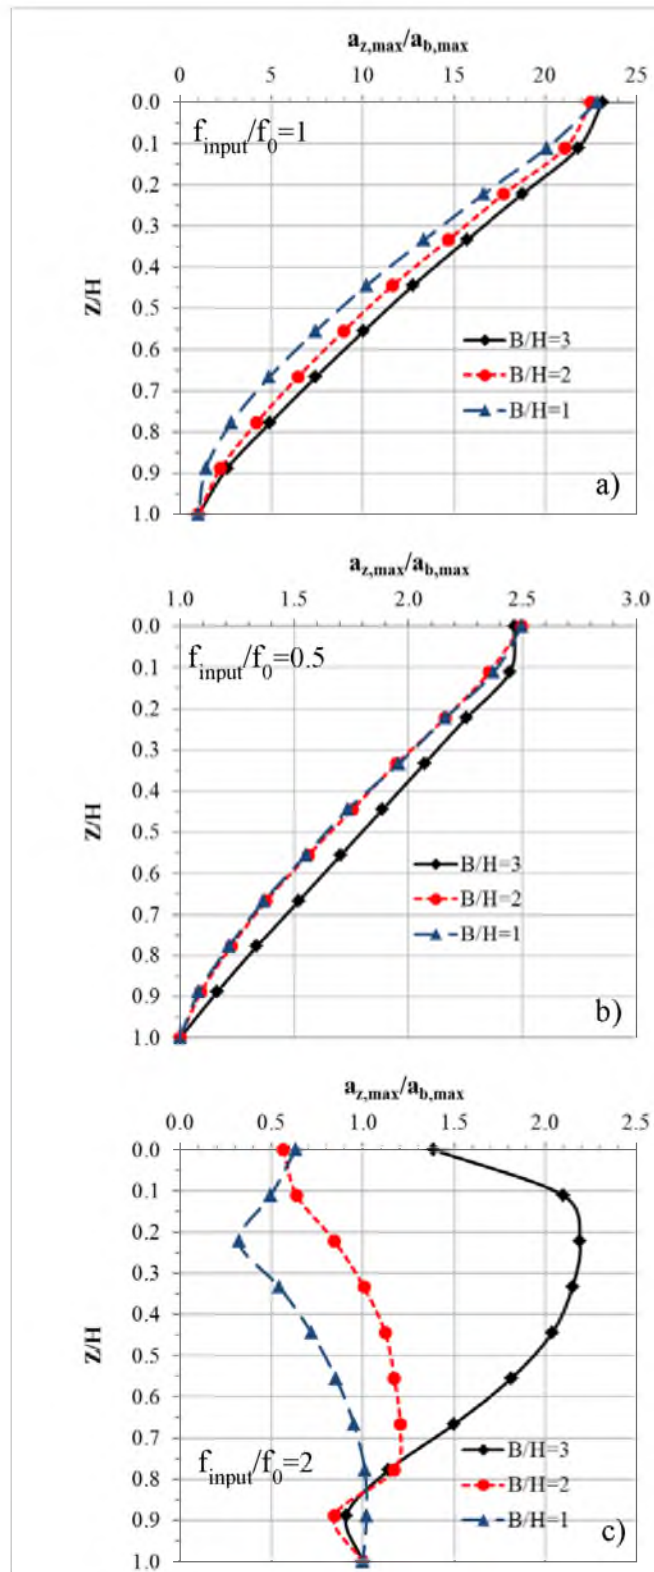 a_z,max/a_b,max
0 5 10 15 20 25
f_input/f_0=1
0.0
0.1
0.2
0.3
0.4
0.5
0.6
0.7
0.8
0.9
1.0
Z/H
B/H=3
B/H=2
B/H=1
a)
a_z,max/a_b,max
1.0 1.5 2.0 2.5 3.0
f_input/f_0=0.5
0.0
0.1
0.2
0.3
0.4
0.5
0.6
0.7
0.8
0.9
1.0
Z/H
B/H=3
B/H=2
B/H=1
b)
a_z,max/a_b,max
0.0 0.5 1.0 1.5 2.0 2.5
0.0
0.1
0.2
0.3
0.4
0.5
0.6
0.7
0.8
0.9
1.0
Z/H
f_input/f_0=2
B/H=3
B/H=2
B/H=1
c)